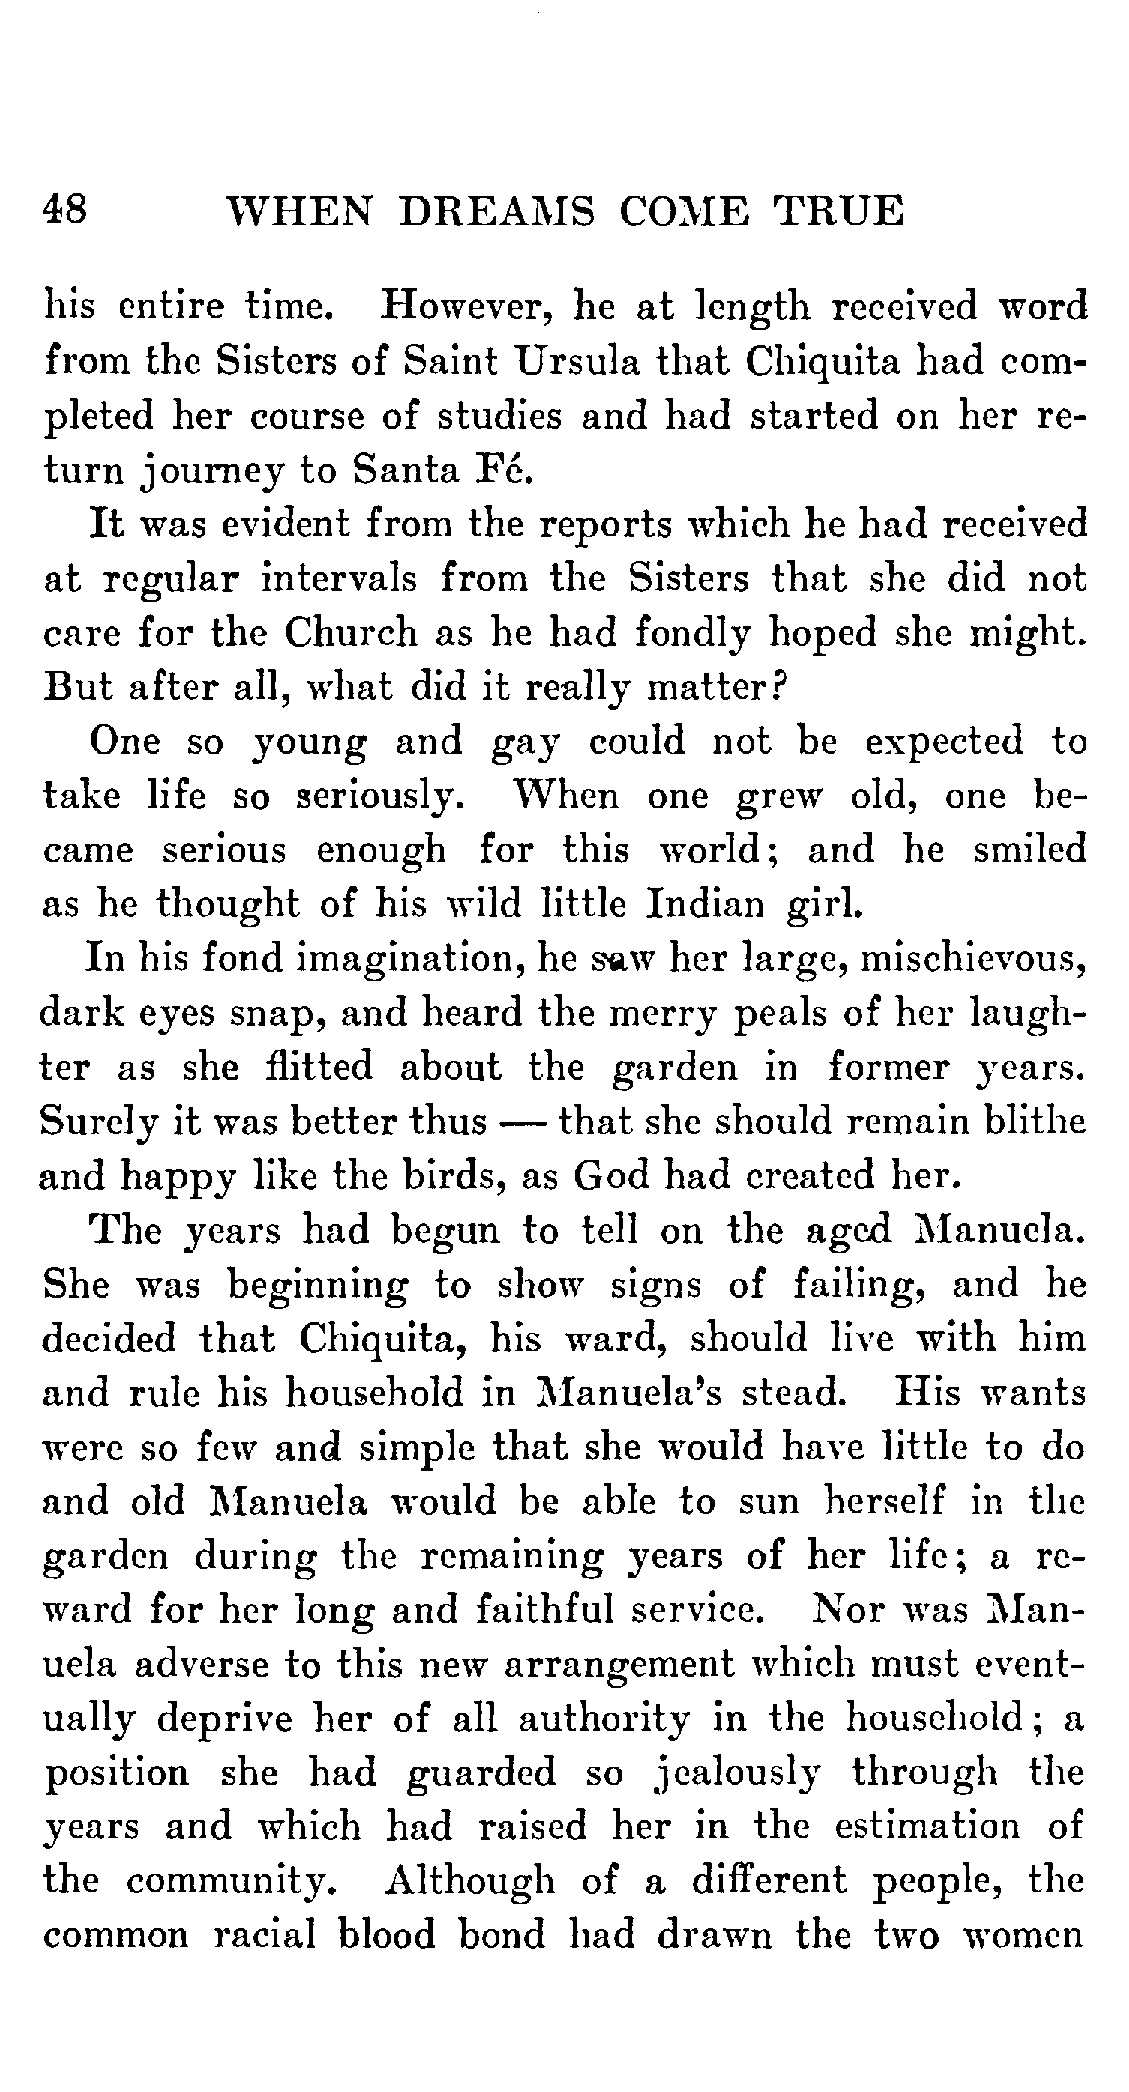 48 WHEN DREAMS COME TRUE
his entire time. However, he at length received word
from the Sisters of Saint Ursula that Chiquita had com-
pleted her course of studies and had started on her re-
turn journey to Santa Fé.
It was evident from the reports which he had received
at regular intervals from the Sisters that she did not
care for the Church as he had fondly hoped she might.
But after all, what did it really matter?
One so young and gay could not be expected to
take life so seriously. When one grew old, one be-
came serious enough for this world; and he smiled
as he thought of his wild little Indian girl.
In his fond imagination, he saw her large, mischievous,
dark eyes snap, and heard the merry peals of her laugh-
ter as she flitted about the garden in former years.
Surely it was better thus — that she should remain blithe
and happy like the birds, as God had created her.
The years had begun to tell on the aged Manuela.
She was beginning to show signs of failing, and he
decided that Chiquita, his ward, should live with him
and rule his household in Manuela's stead. His wants
were so few and simple that she would have little to do
and old Manuela would be able to sun herself in the
garden during the remaining years of her life; a re-
ward for her long and faithful service. Nor was Man-
uela adverse to this new arrangement which must event-
ually deprive her of all authority in the household; a
position she had guarded so jealously through the
years and which had raised her in the estimation of
the community. Although of a different people, the
common racial blood bond had drawn the two women